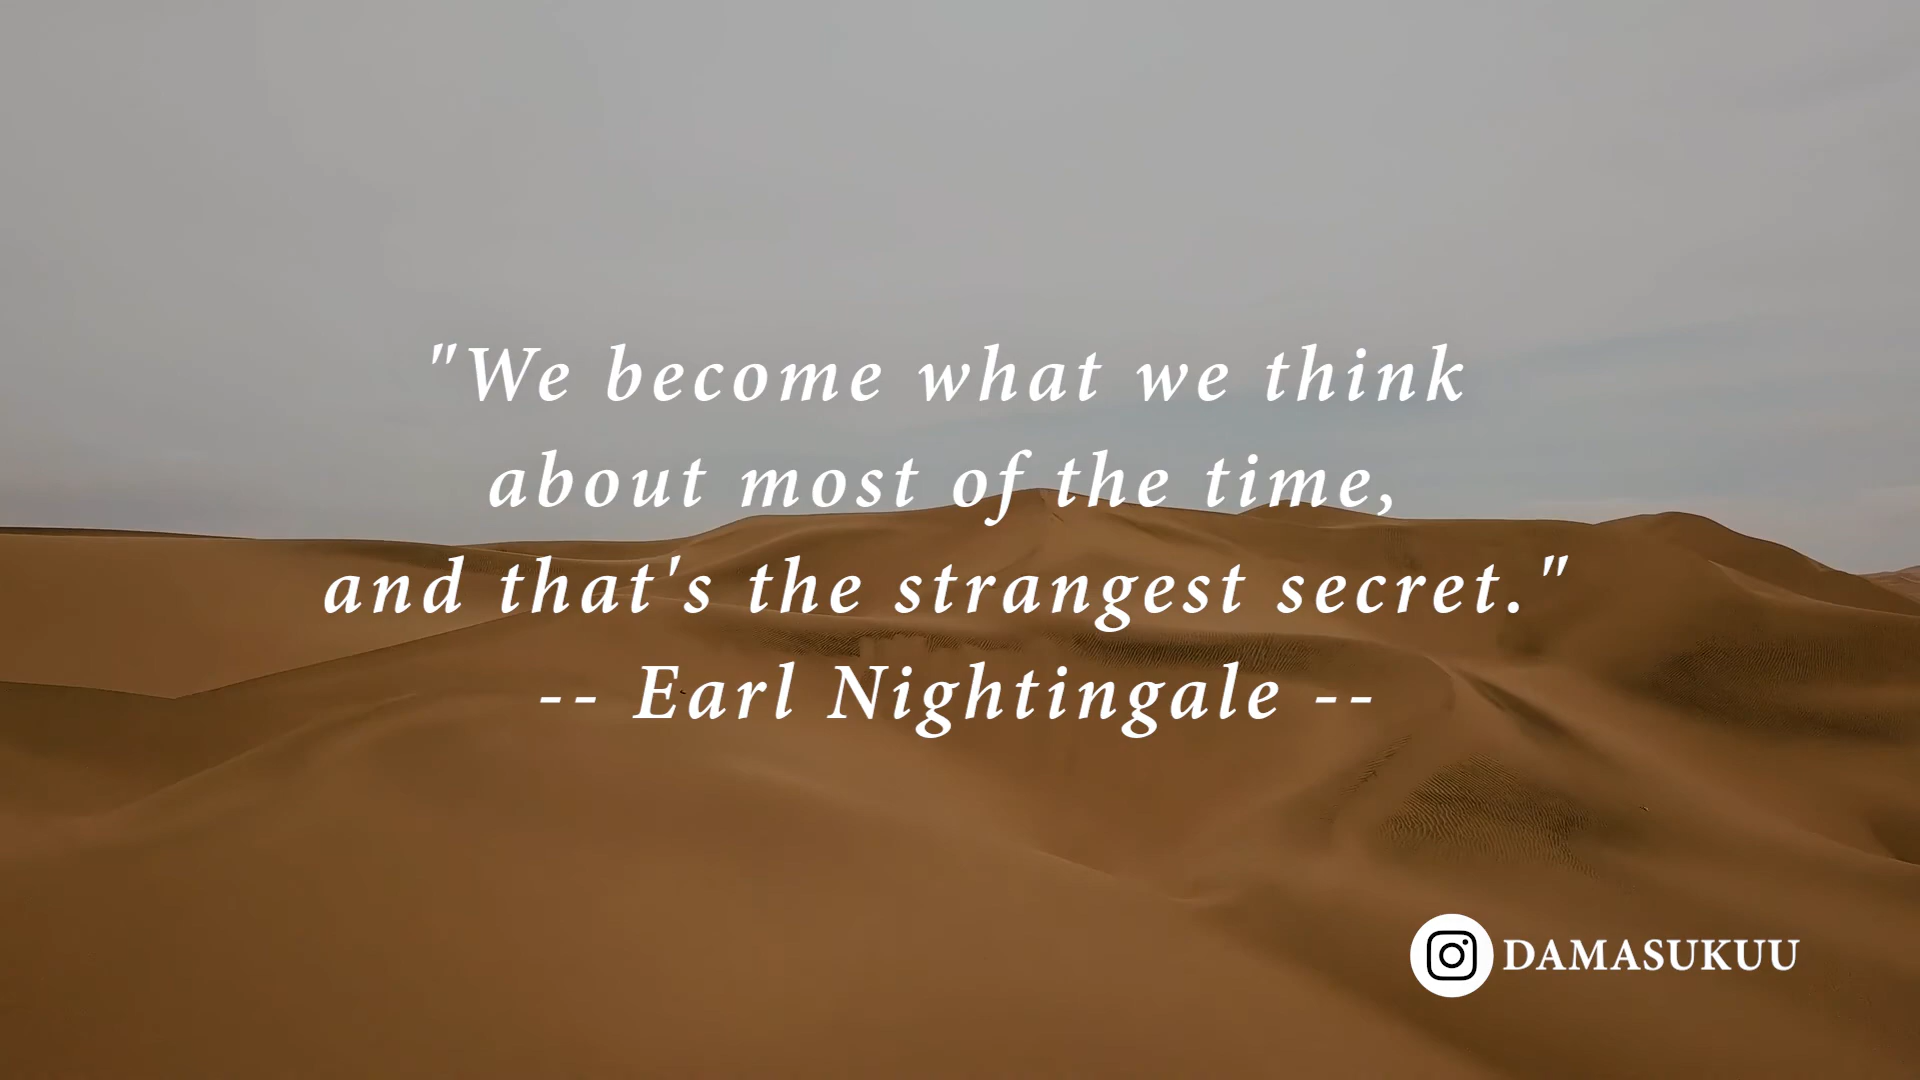 "We become what we think
about most of the time,
and that's the strangest secret."
-- Earl Nightingale --
DAMASUKUU